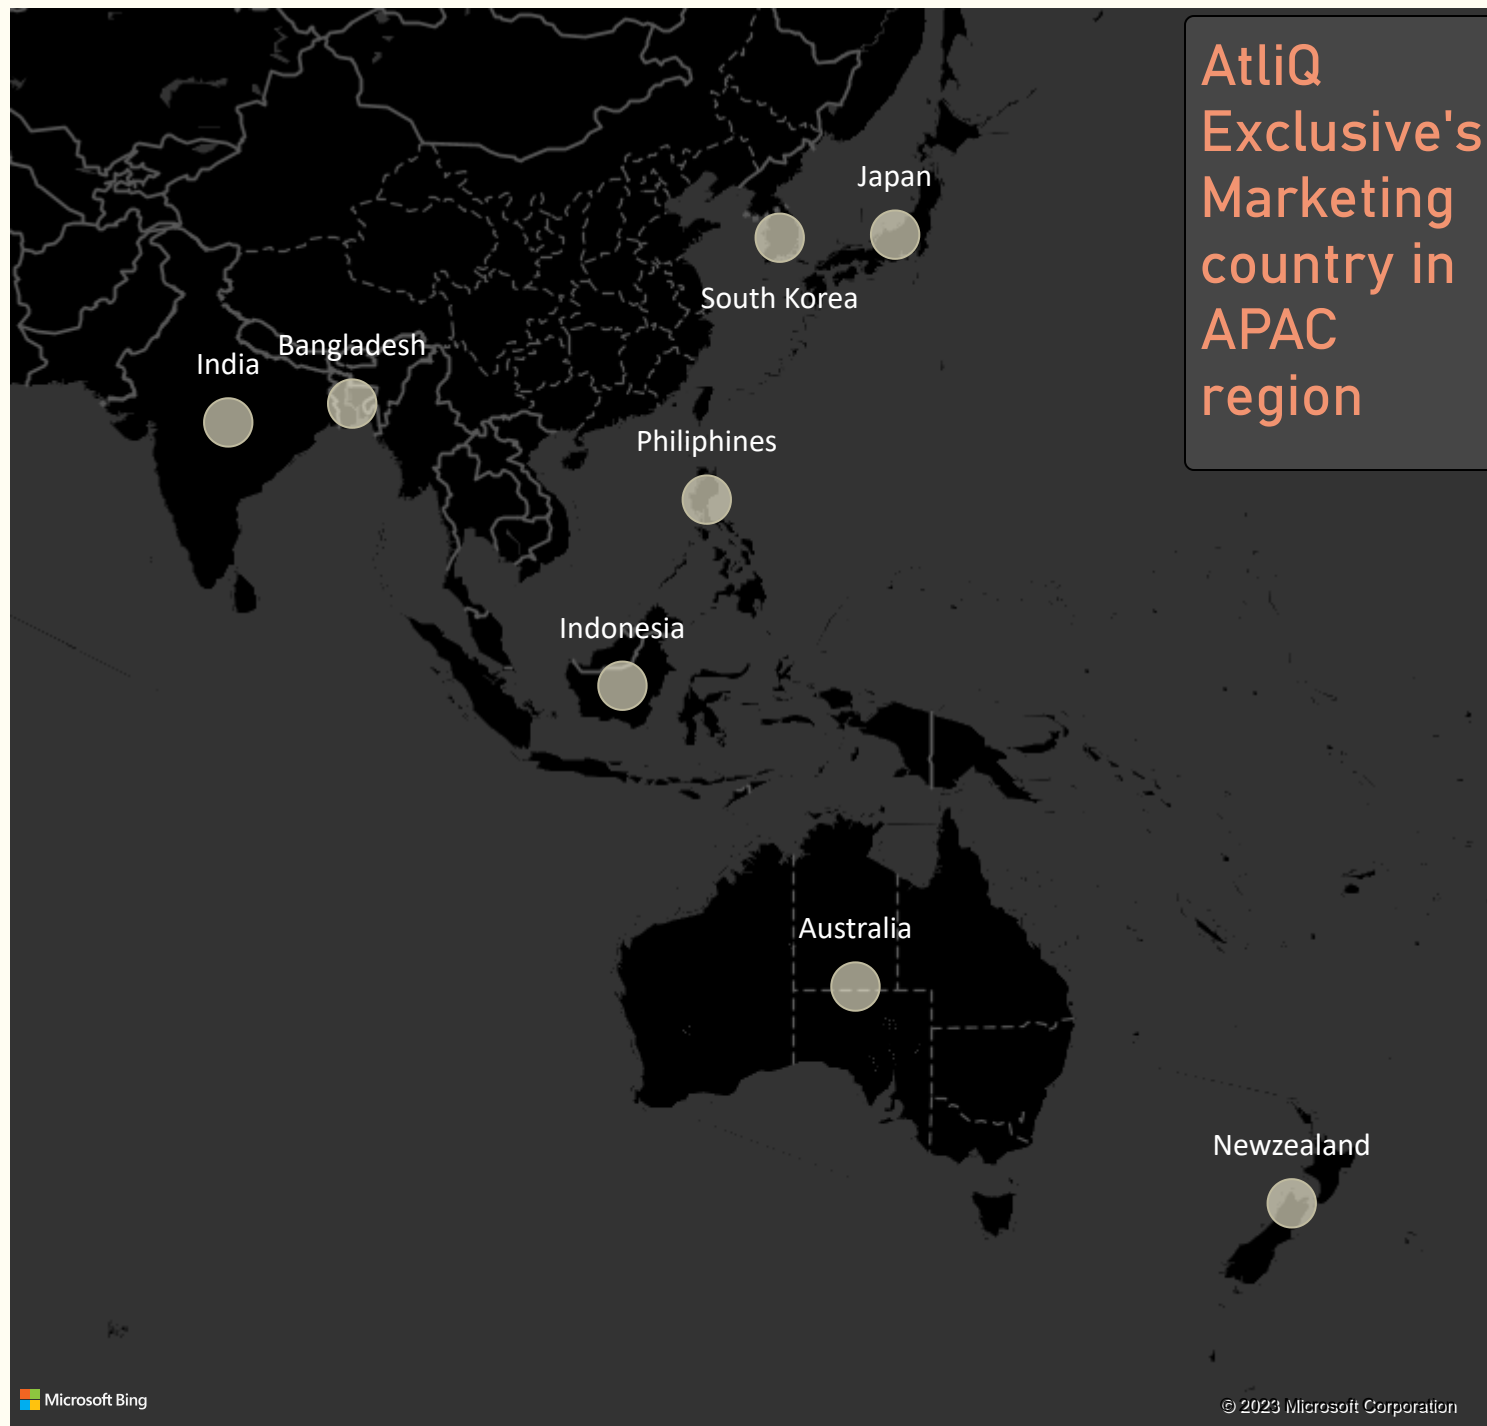 AtliQ
Exclusive's
Marketing
country in
APAC
region
Japan
South Korea
Bangladesh
India
Philiphines
Indonesia
Australia
Newzealand
Microsoft Bing
© 2023 Microsoft Corporation